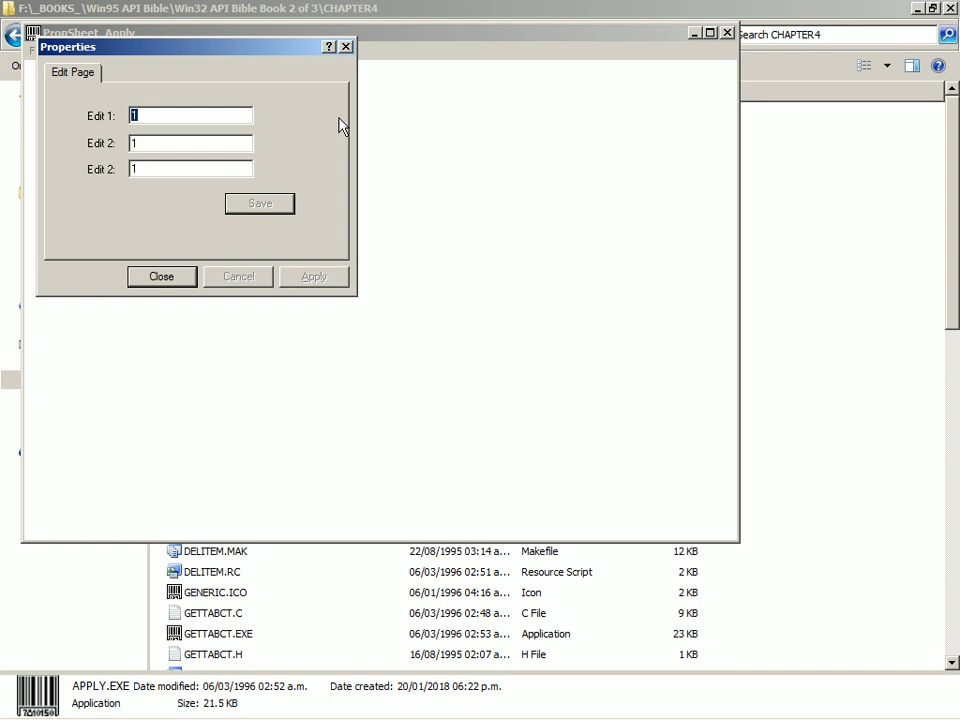 F:\_BOOKS_\Win95 API Bible\Win32 API Bible Book 2 of 3\CHAPTER4
PropSheet_Apply
Search CHAPTER4
Properties
Edit Page
Edit 1: 1
Edit 2: 1
Edit 2: 1
Save
Close Cancel Apply
DELITEM.MAK 22/08/1995 03:14 a... Makefile 12 KB
DELITEM.RC 06/03/1996 02:51 a... Resource Script 2 KB
GENERIC.ICO 06/01/1996 04:16 a... Icon 2 KB
GETTABCT.C 06/03/1996 02:48 a... C File 9 KB
GETTABCT.EXE 06/03/1996 02:53 a... Application 23 KB
GETTABCT.H 16/08/1995 02:07 a... H File 1 KB
APPLY.EXE Date modified: 06/03/1996 02:52 a.m. Date created: 20/01/2018 06:22 p.m.
Application Size: 21.5 KB